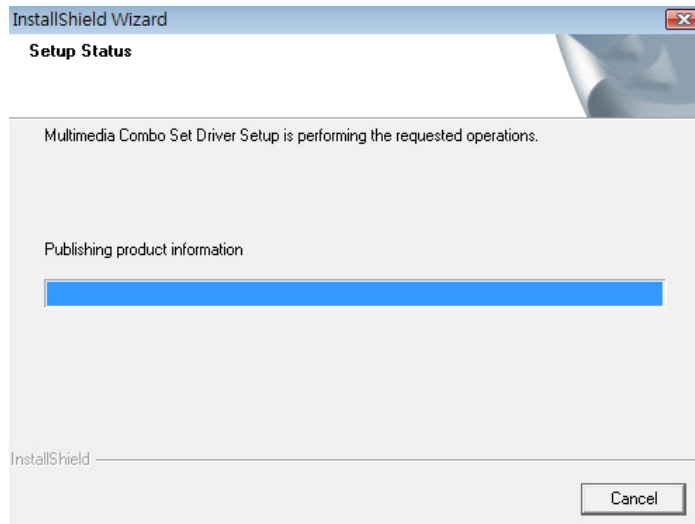 InstallShield Wizard
Setup Status
Multimedia Combo Set Driver Setup is performing the requested operations.
Publishing product information
InstallShield
Cancel